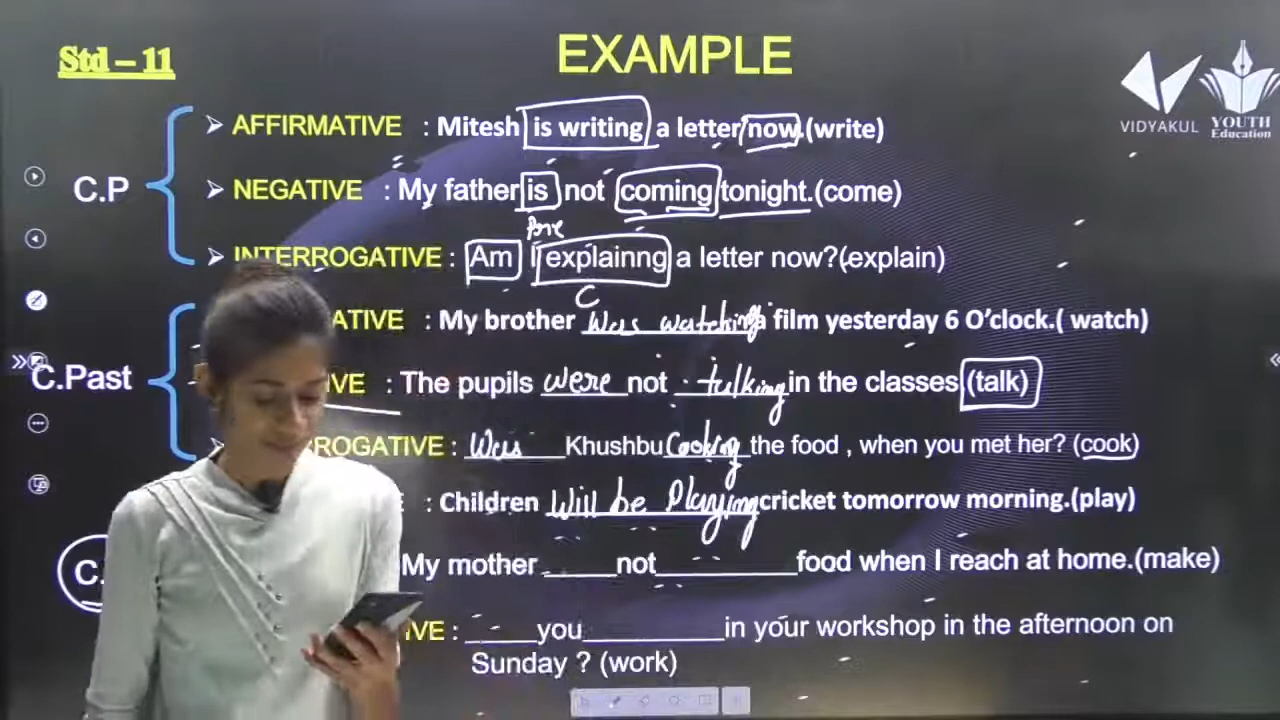 Std – 11
EXAMPLE
VIDYAKUL
YOUTH
Education
C.P
➢ AFFIRMATIVE : Mitesh is writing a letter now.(write)
➢ NEGATIVE : My father is not coming tonight.(come)
➢ INTERROGATIVE : Am I explainng a letter now?(explain)
C.Past
ATIVE : My brother was watching a film yesterday 6 O'clock.( watch)
IVE : The pupils were not talking in the classes.(talk)
ROGATIVE : Was Khushbu Cooking the food , when you met her? (cook)
E : Children Will be Playing cricket tomorrow morning.(play)
C.
My mother _____not__________food when I reach at home.(make)
IVE : _____you__________in your workshop in the afternoon on
Sunday ? (work)